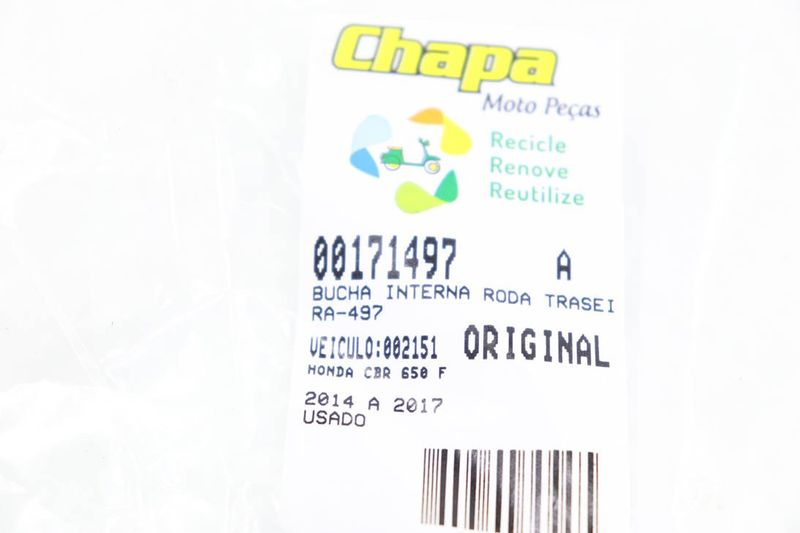 Chapa
Moto Peças
Recicle
Renove
Reutilize
00171497 A
BUCHA INTERNA RODA TRASEI
RA-497
VEICULO:002151 ORIGINAL
HONDA CBR 650 F
2014 A 2017
USADO